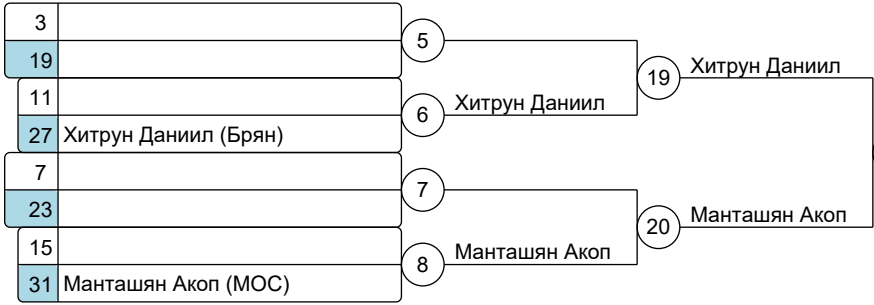 3
5
19
19 Хитрун Даниил
11
6 Хитрун Даниил
27 Хитрун Даниил (Брян)
7
7
23
20 Манташян Акоп
15
8 Манташян Акоп
31 Манташян Акоп (МОС)